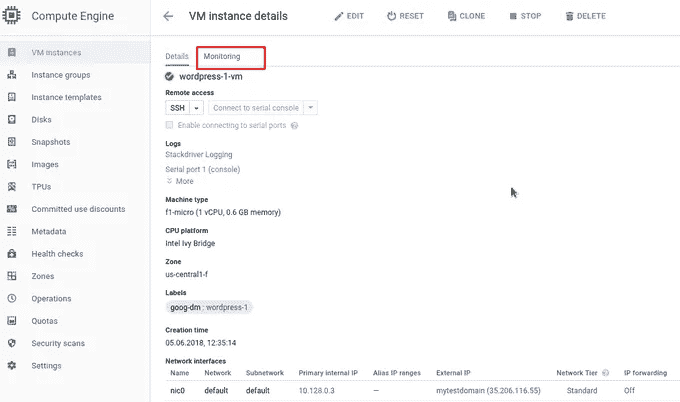 Compute Engine
VM instance details
EDIT
RESET
CLONE
STOP
DELETE
VM instances
Instance groups
Instance templates
Disks
Snapshots
Images
TPUs
Committed use discounts
Metadata
Health checks
Zones
Operations
Quotas
Security scans
Settings
Details Monitoring
wordpress-1-vm
Remote access
SSH Connect to serial console
Enable connecting to serial ports
Logs
Stackdriver Logging
Serial port 1 (console)
More
Machine type
f1-micro (1 vCPU, 0.6 GB memory)
CPU platform
Intel Ivy Bridge
Zone
us-central1-f
Labels
goog-dm : wordpress-1
Creation time
05.06.2018, 12:35:14
Network interfaces
Name Network Subnetwork Primary internal IP Alias IP ranges External IP Network Tier IP forwarding
nic0 default default 10.128.0.3 — mytestdomain (35.206.116.55) Standard Off